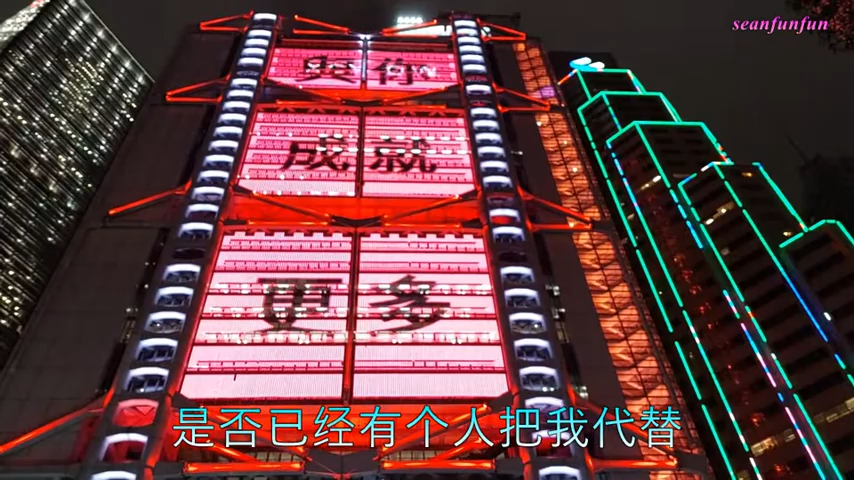 seanfunfun
與你
成就
更多
是否已经有个人把我代替